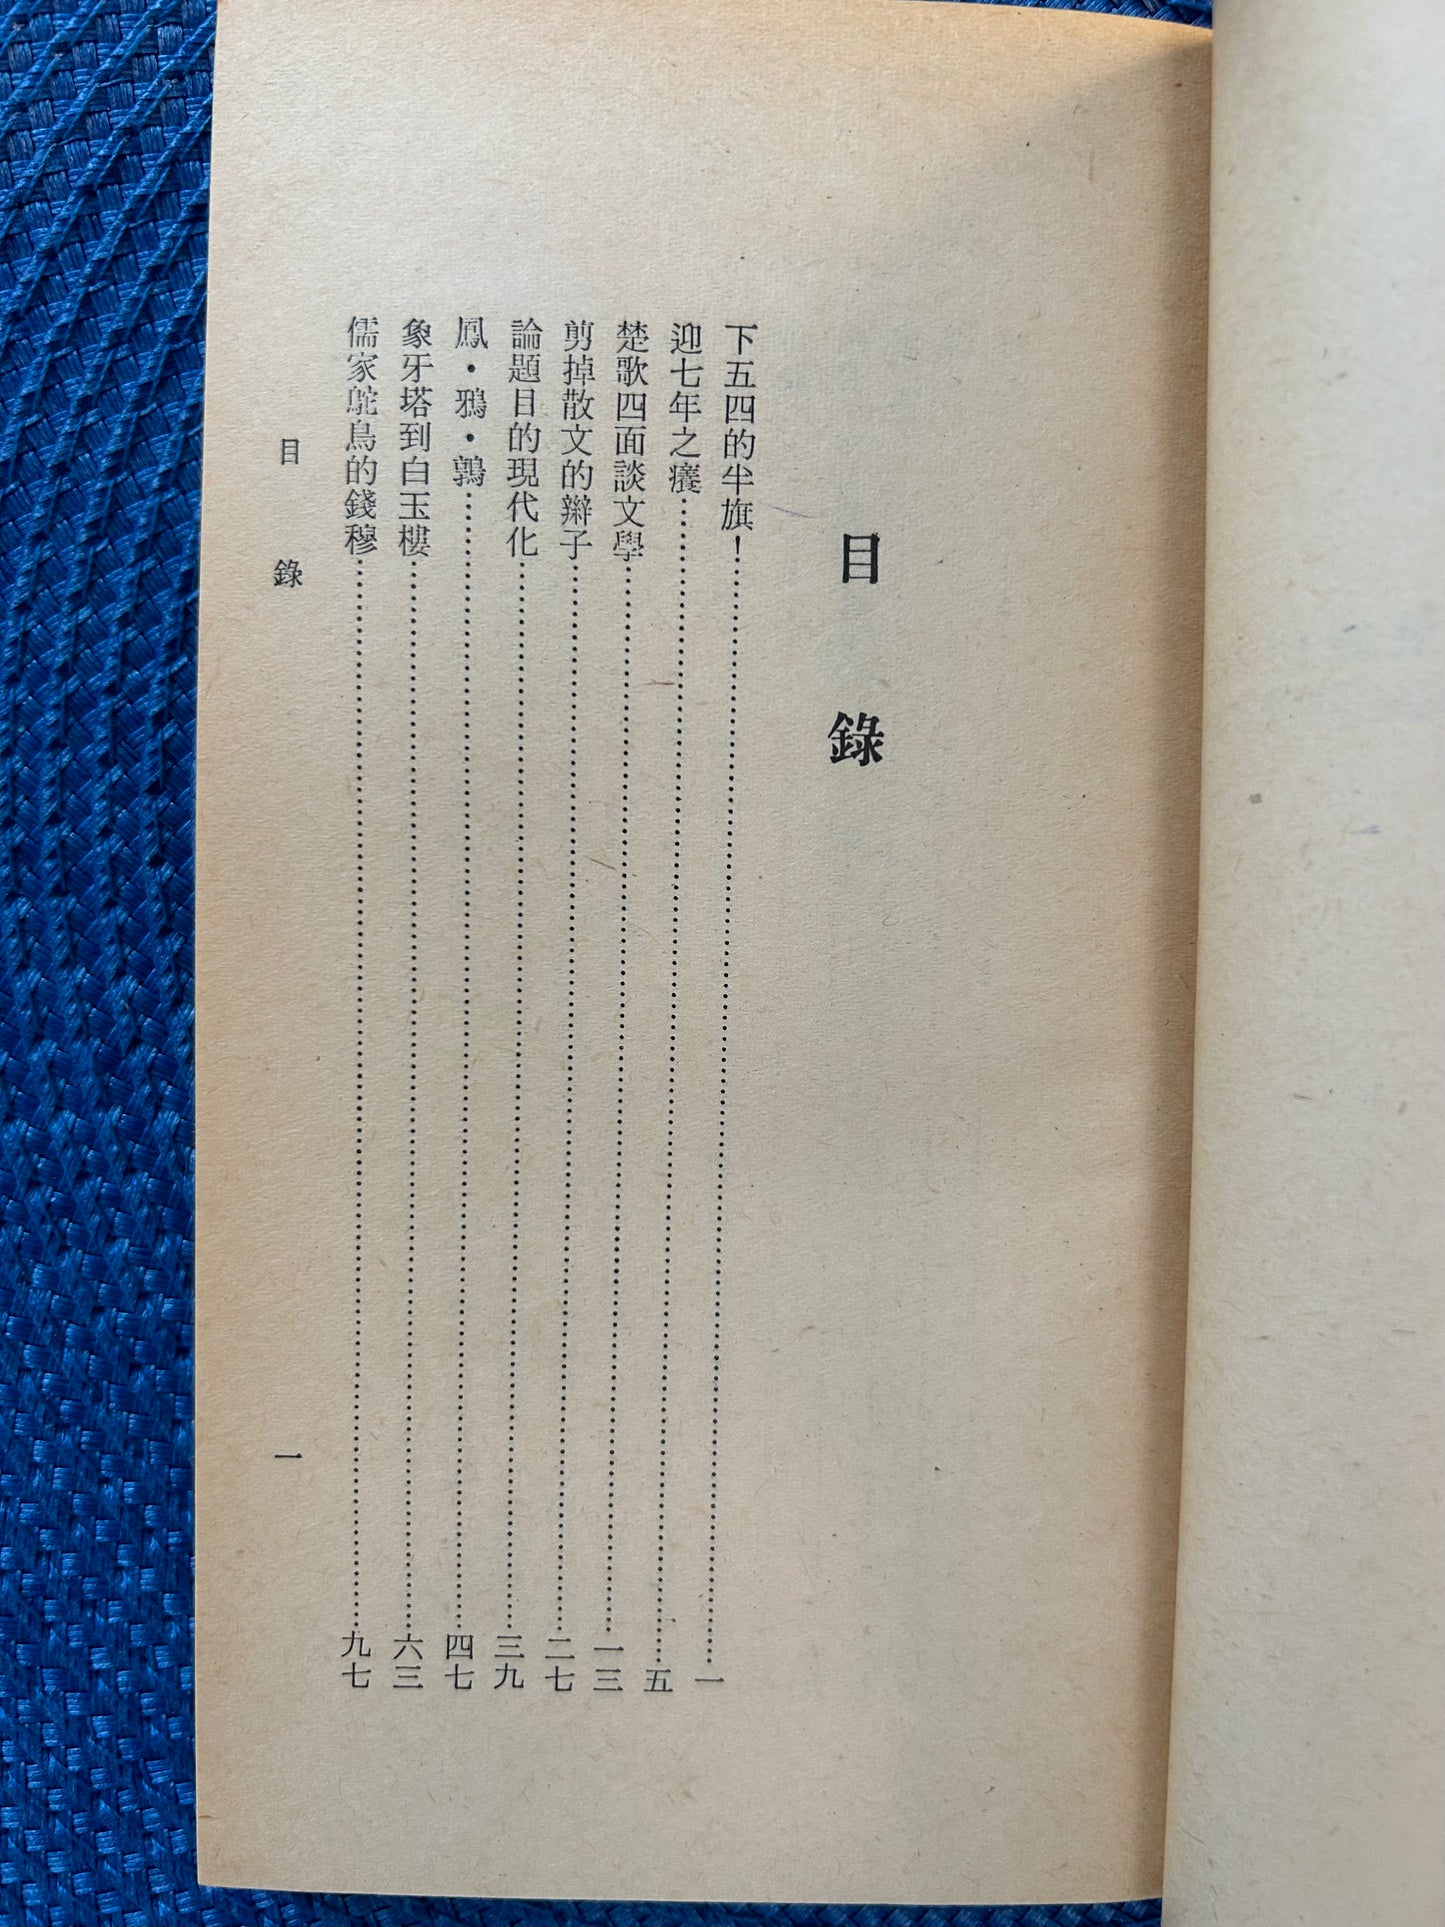 目錄
下五四的半旗！……一
迎七年之癢……五
楚歌四面談文學……一三
剪掉散文的辮子……二七
論題目的現代化……三九
鳳・鴉・鶉……四七
象牙塔到白玉樓……六三
儒家鴕鳥的錢穆……九七
目錄 一